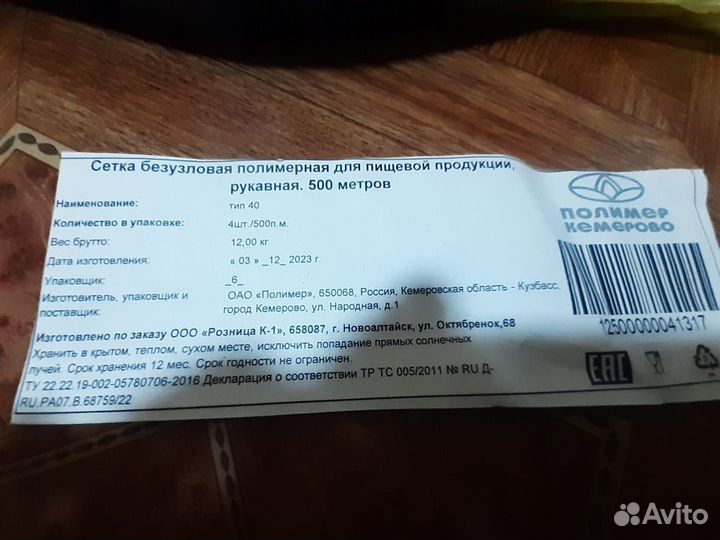 Сетка безузловая полимерная для пищевой продукции,
рукавная. 500 метров
Наименование: тип 40
Количество в упаковке: 4шт./500п.м.
Вес брутто: 12,00 кг
Дата изготовления: « 03 » _12_ 2023 г.
Упаковщик: _6_
Изготовитель, упаковщик и поставщик: ОАО «Полимер», 650068, Россия, Кемеровская область - Кузбасс,
город Кемерово, ул. Народная, д.1
Изготовлено по заказу ООО «Розница К-1», 658087, г. Новоалтайск, ул. Октябренок,68
Хранить в крытом, теплом, сухом месте, исключить попадание прямых солнечных
лучей. Срок хранения 12 мес. Срок годности не ограничен.
ТУ 22.22.19-002-05780706-2016 Декларация о соответствии ТР ТС 005/2011 № RU Д-
RU.РА07.В.68759/22
ПОЛИМЕР
КЕМЕРОВО
12500000041317
EAC
Avito